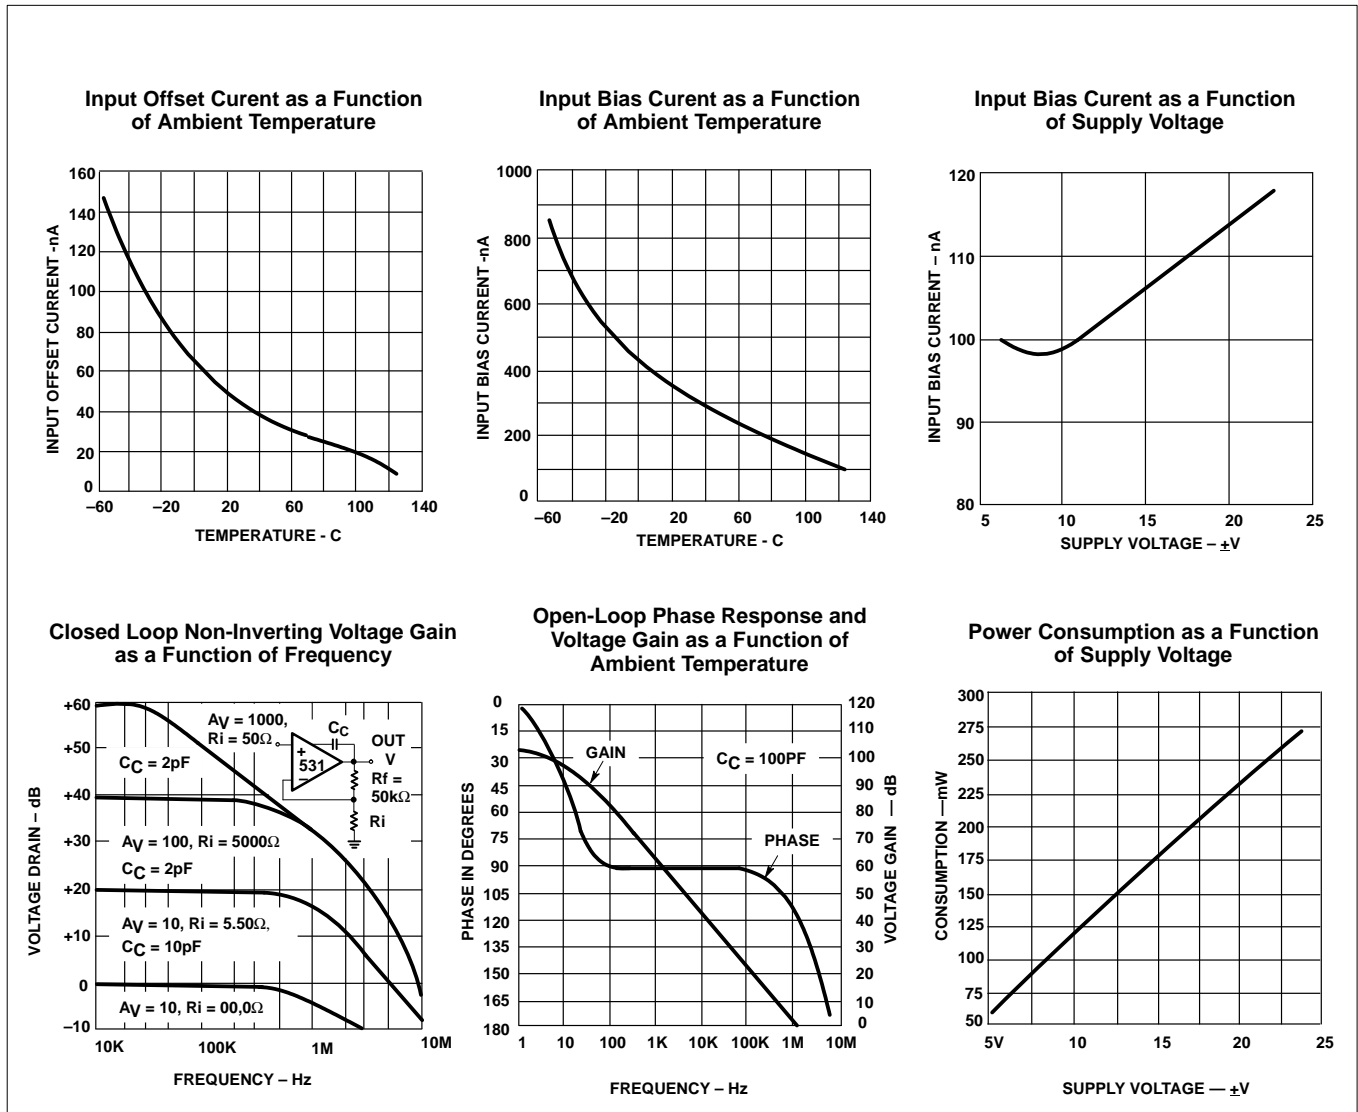 Input Offset Curent as a Function
of Ambient Temperature
160
140
120
100
80
60
40
20
0
INPUT OFFSET CURRENT -nA
–60
–20
20
60
100
140
TEMPERATURE - C
Input Bias Curent as a Function
of Ambient Temperature
1000
800
600
400
200
0
INPUT BIAS CURRENT -nA
–60
–20
20
60
100
140
TEMPERATURE - C
Input Bias Curent as a Function
of Supply Voltage
120
110
100
90
80
INPUT BIAS CURRENT – nA
5
10
15
20
25
SUPPLY VOLTAGE – ±V
Closed Loop Non-Inverting Voltage Gain
as a Function of Frequency
+60
+50
+40
+30
+20
+10
0
–10
VOLTAGE DRAIN – dB
AV = 1000,
Ri = 50Ω
CC
OUT
V
+
531
–
Rf =
50kΩ
Ri
CC = 2pF
AV = 100, Ri = 5000Ω
CC = 2pF
AV = 10, Ri = 5.50Ω,
CC = 10pF
AV = 10, Ri = 00,0Ω
10K
100K
1M
10M
FREQUENCY – Hz
Open-Loop Phase Response and
Voltage Gain as a Function of
Ambient Temperature
0
15
30
45
60
75
90
105
120
135
150
165
180
PHASE IN DEGREES
GAIN
CC = 100PF
PHASE
120
110
100
90
80
70
60
50
40
30
20
10
0
VOLTAGE GAIN — dB
1
10
100
1K
10K
100K
1M
10M
FREQUENCY – Hz
Power Consumption as a Function
of Supply Voltage
300
275
250
225
200
175
150
125
100
75
50
CONSUMPTION —mW
5V
10
15
20
25
SUPPLY VOLTAGE — ±V